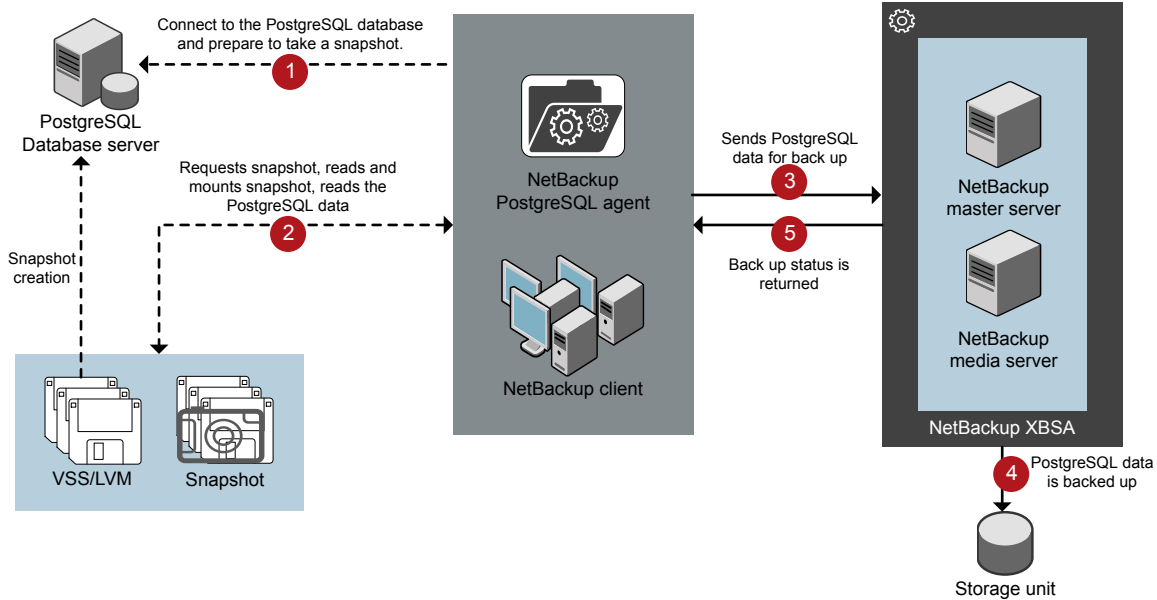 Connect to the PostgreSQL database
and prepare to take a snapshot.
1
PostgreSQL
Database server
Requests snapshot, reads and
mounts snapshot, reads the
PostgreSQL data
2
Snapshot
creation
VSS/LVM
Snapshot
NetBackup
PostgreSQL agent
NetBackup client
Sends PostgreSQL
data for back up
3
5
Back up status is
returned
NetBackup
master server
NetBackup
media server
NetBackup XBSA
4
PostgreSQL data
is backed up
Storage unit